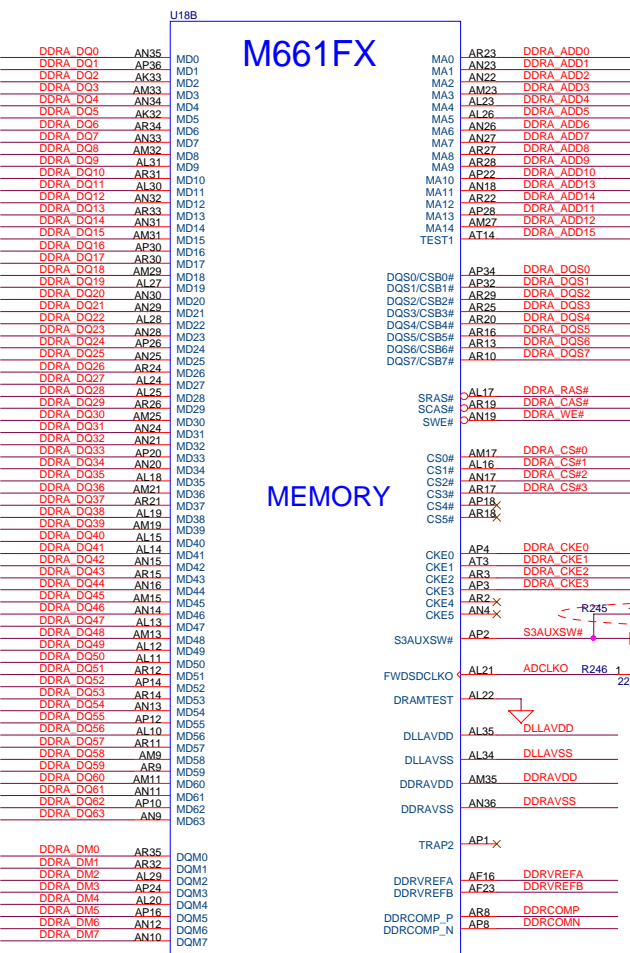 U18B
M661FX
DDRA_DQ0 AN35 MD0
DDRA_DQ1 AP36 MD1
DDRA_DQ2 AK33 MD2
DDRA_DQ3 AM33 MD3
DDRA_DQ4 AN34 MD4
DDRA_DQ5 AK32 MD5
DDRA_DQ6 AR34 MD6
DDRA_DQ7 AN33 MD7
DDRA_DQ8 AM32 MD8
DDRA_DQ9 AL31 MD9
DDRA_DQ10 AR31 MD10
DDRA_DQ11 AL30 MD11
DDRA_DQ12 AN32 MD12
DDRA_DQ13 AR33 MD13
DDRA_DQ14 AN31 MD14
DDRA_DQ15 AM31 MD15
DDRA_DQ16 AP30 MD16
DDRA_DQ17 AR30 MD17
DDRA_DQ18 AM29 MD18
DDRA_DQ19 AL27 MD19
DDRA_DQ20 AN30 MD20
DDRA_DQ21 AN29 MD21
DDRA_DQ22 AL28 MD22
DDRA_DQ23 AN28 MD23
DDRA_DQ24 AP26 MD24
DDRA_DQ25 AN25 MD25
DDRA_DQ26 AR24 MD26
DDRA_DQ27 AL24 MD27
DDRA_DQ28 AL25 MD28
DDRA_DQ29 AR26 MD29
DDRA_DQ30 AM25 MD30
DDRA_DQ31 AN24 MD31
DDRA_DQ32 AN21 MD32
DDRA_DQ33 AP20 MD33
DDRA_DQ34 AN20 MD34
DDRA_DQ35 AL18 MD35
DDRA_DQ36 AM21 MD36
DDRA_DQ37 AR21 MD37
DDRA_DQ38 AL19 MD38
DDRA_DQ39 AM19 MD39
DDRA_DQ40 AL15 MD40
DDRA_DQ41 AL14 MD41
DDRA_DQ42 AN15 MD42
DDRA_DQ43 AR15 MD43
DDRA_DQ44 AN16 MD44
DDRA_DQ45 AM15 MD45
DDRA_DQ46 AN14 MD46
DDRA_DQ47 AL13 MD47
DDRA_DQ48 AM13 MD48
DDRA_DQ49 AL12 MD49
DDRA_DQ50 AL11 MD50
DDRA_DQ51 AR12 MD51
DDRA_DQ52 AP14 MD52
DDRA_DQ53 AR14 MD53
DDRA_DQ54 AN13 MD54
DDRA_DQ55 AP12 MD55
DDRA_DQ56 AL10 MD56
DDRA_DQ57 AR11 MD57
DDRA_DQ58 AM9 MD58
DDRA_DQ59 AR9 MD59
DDRA_DQ60 AM11 MD60
DDRA_DQ61 AN11 MD61
DDRA_DQ62 AP10 MD62
DDRA_DQ63 AN9 MD63
DDRA_DM0 AR35 DQM0
DDRA_DM1 AR32 DQM1
DDRA_DM2 AL29 DQM2
DDRA_DM3 AP24 DQM3
DDRA_DM4 AL20 DQM4
DDRA_DM5 AP16 DQM5
DDRA_DM6 AN12 DQM6
DDRA_DM7 AN10 DQM7
MEMORY
MA0 AR23 DDRA_ADD0
MA1 AN23 DDRA_ADD1
MA2 AN22 DDRA_ADD2
MA3 AM23 DDRA_ADD3
MA4 AL23 DDRA_ADD4
MA5 AL26 DDRA_ADD5
MA6 AN26 DDRA_ADD6
MA7 AN27 DDRA_ADD7
MA8 AR27 DDRA_ADD8
MA9 AR28 DDRA_ADD9
MA10 AP22 DDRA_ADD10
MA11 AN18 DDRA_ADD13
MA12 AR22 DDRA_ADD14
MA13 AP28 DDRA_ADD11
MA14 AM27 DDRA_ADD12
TEST1 AT14 DDRA_ADD15
DQS0/CSB0# AP34 DDRA_DQS0
DQS1/CSB1# AP32 DDRA_DQS1
DQS2/CSB2# AR29 DDRA_DQS2
DQS3/CSB3# AR25 DDRA_DQS3
DQS4/CSB4# AR20 DDRA_DQS4
DQS5/CSB5# AR16 DDRA_DQS5
DQS6/CSB6# AR13 DDRA_DQS6
DQS7/CSB7# AR10 DDRA_DQS7
SRAS# AL17 DDRA_RAS#
SCAS# AR19 DDRA_CAS#
SWE# AN19 DDRA_WE#
CS0# AM17 DDRA_CS#0
CS1# AL16 DDRA_CS#1
CS2# AN17 DDRA_CS#2
CS3# AR17 DDRA_CS#3
CS4# AP18
CS5# AR18
CKE0 AP4 DDRA_CKE0
CKE1 AT3 DDRA_CKE1
CKE2 AR3 DDRA_CKE2
CKE3 AP3 DDRA_CKE3
CKE4 AR2
CKE5 AN4 R245
S3AUXSW# AP2 S3AUXSW#
FWDSDCLKO AL21 ADCLKO R246 1
22
DRAMTEST AL22
DLLAVDD AL35 DLLAVDD
DLLAVSS AL34 DLLAVSS
DDRAVDD AM35 DDRAVDD
DDRAVSS AN36 DDRAVSS
TRAP2 AP1
DDRVREFA AF16 DDRVREFA
DDRVREFB AF23 DDRVREFB
DDRCOMP_P AR8 DDRCOMP
DDRCOMP_N AP8 DDRCOMN